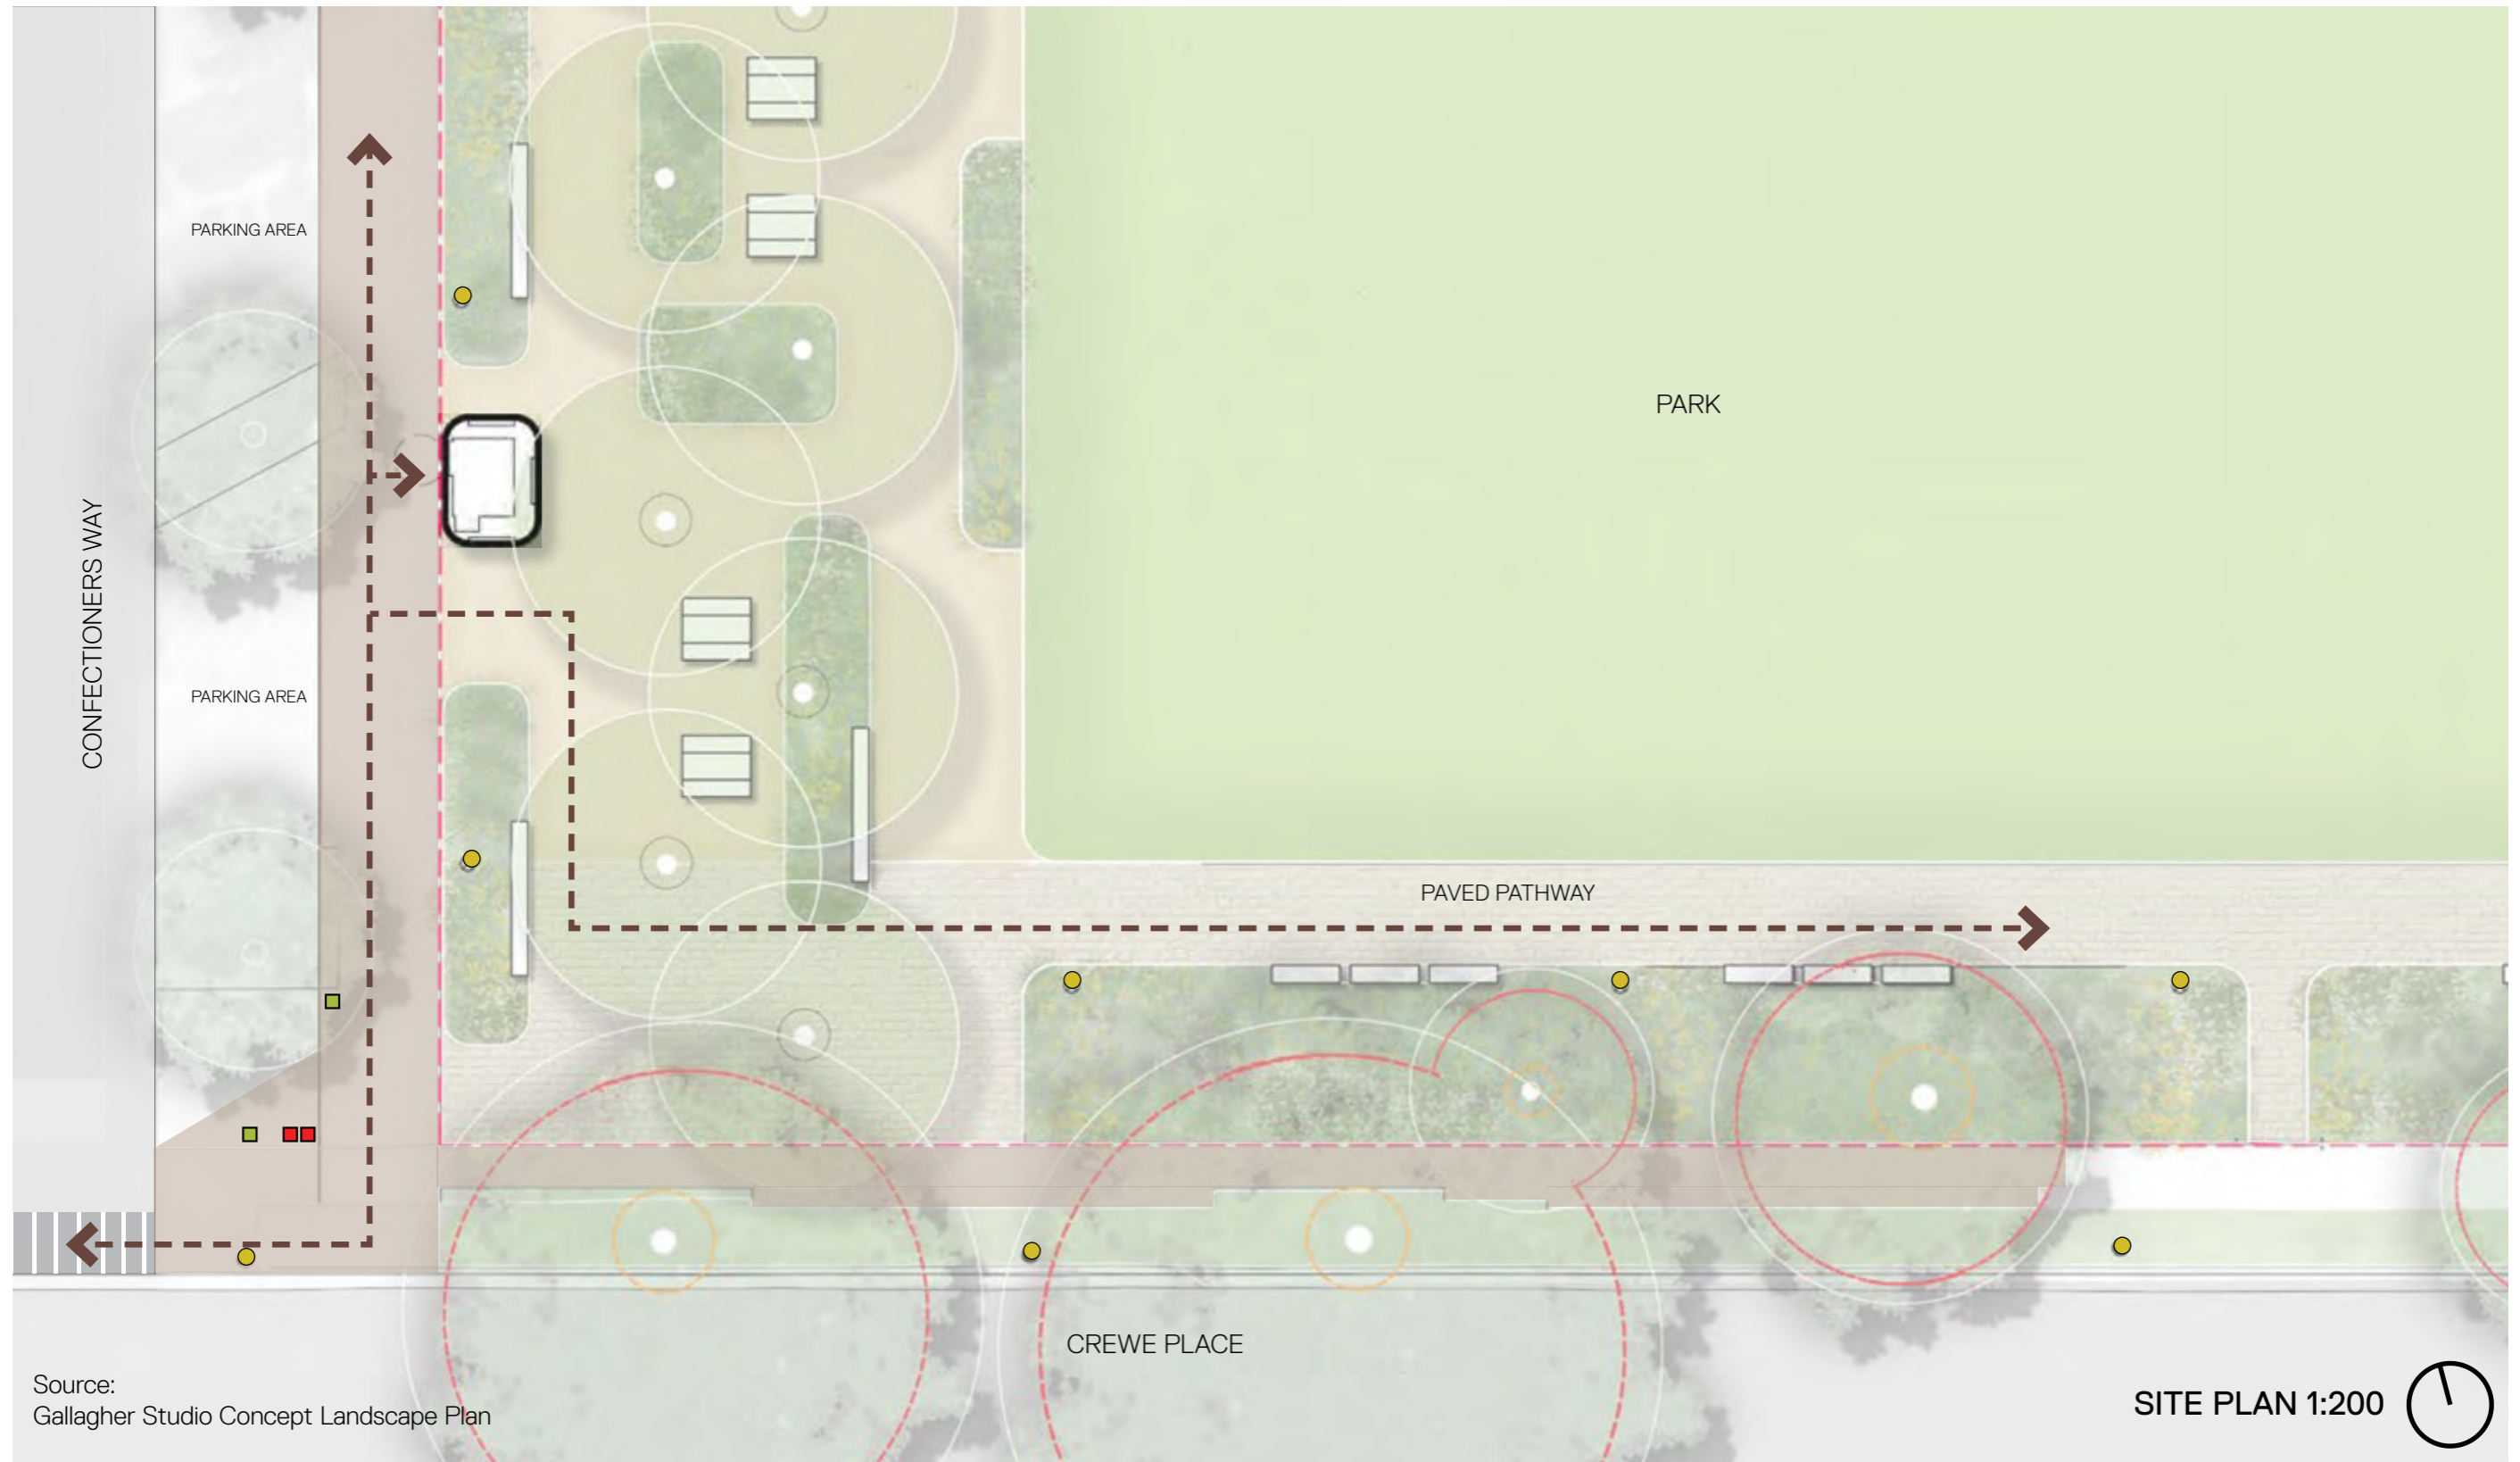 PARKING AREA
PARK
CONFECTIONERS WAY
PARKING AREA
PAVED PATHWAY
CREWE PLACE
Source:
Gallagher Studio Concept Landscape Plan
SITE PLAN 1:200